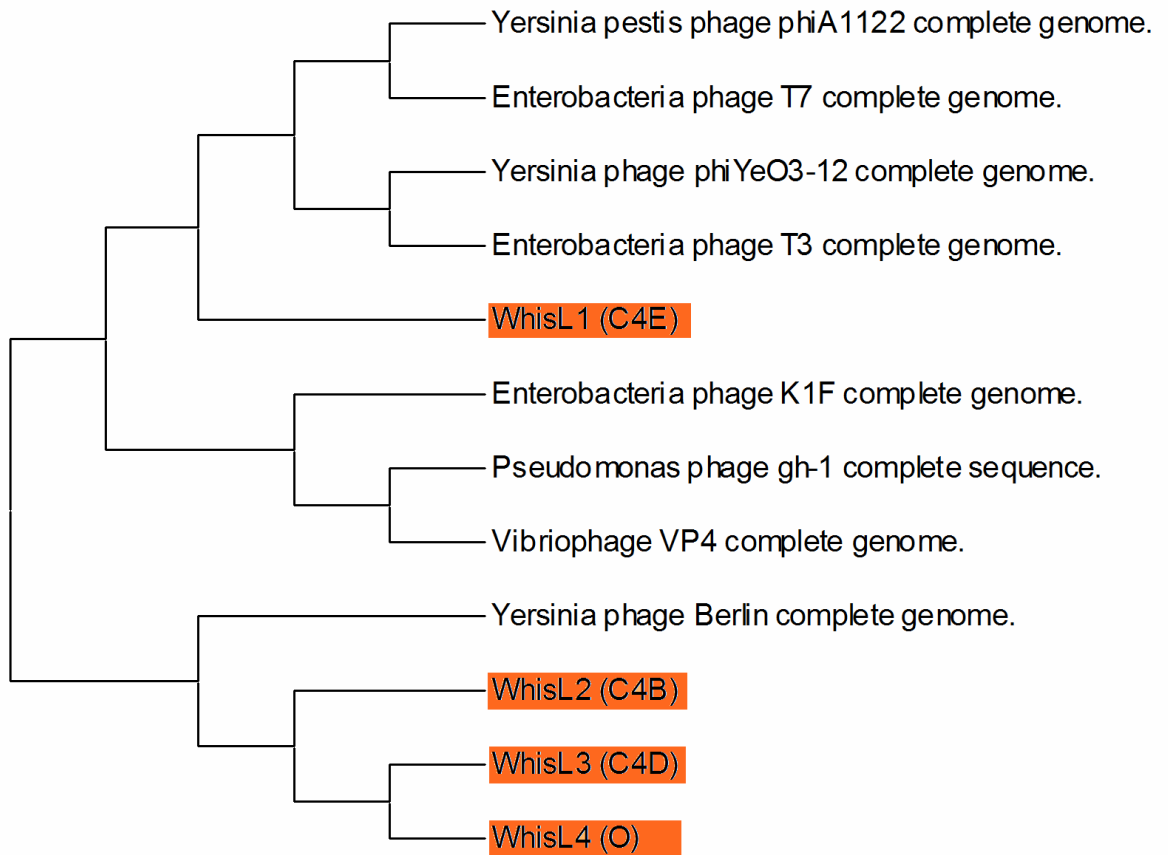 Yersinia pestis phage phiA1122 complete genome.
Enterobacteria phage T7 complete genome.
Yersinia phage phiYeO3-12 complete genome.
Enterobacteria phage T3 complete genome.
WhisL1 (C4E)
Enterobacteria phage K1F complete genome.
Pseudomonas phage gh-1 complete sequence.
Vibriophage VP4 complete genome.
Yersinia phage Berlin complete genome.
WhisL2 (C4B)
WhisL3 (C4D)
WhisL4 (O)